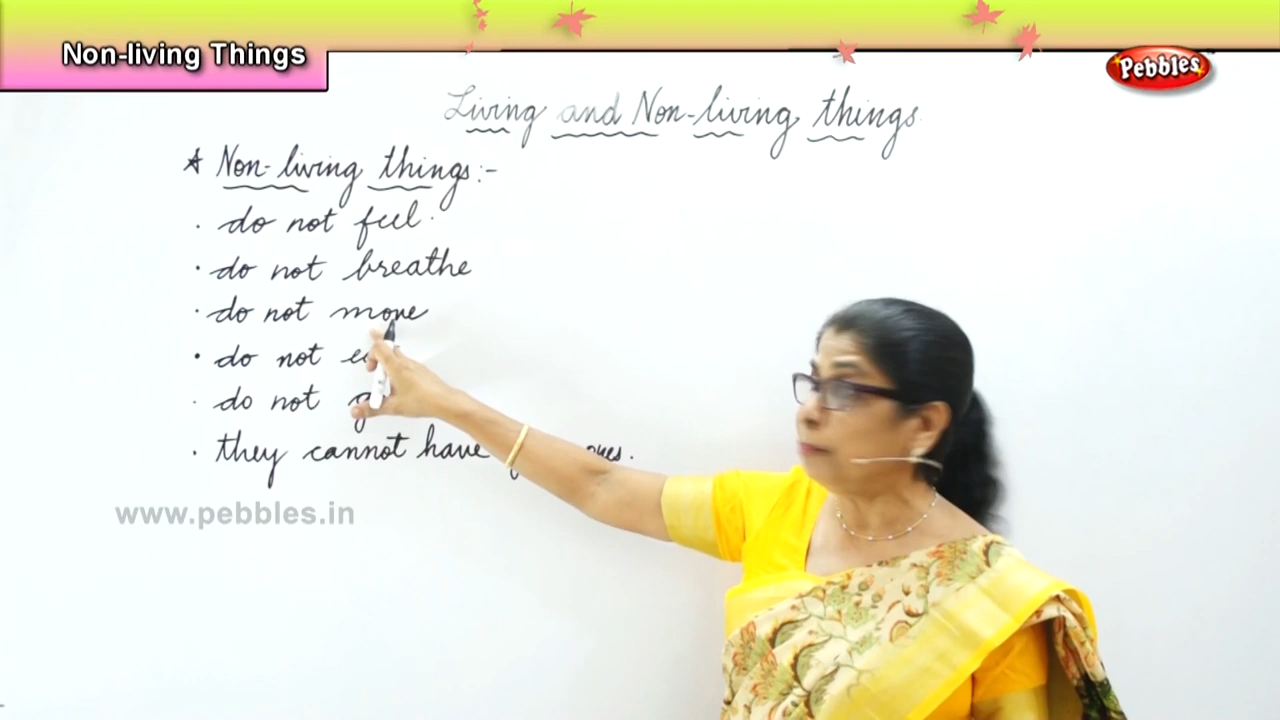 Non-living Things
Pebbles
Living and Non-living things.
* Non-living things:-
· do not feel.
· do not breathe
· do not move
· do not
· do not
· they cannot have
www.pebbles.in